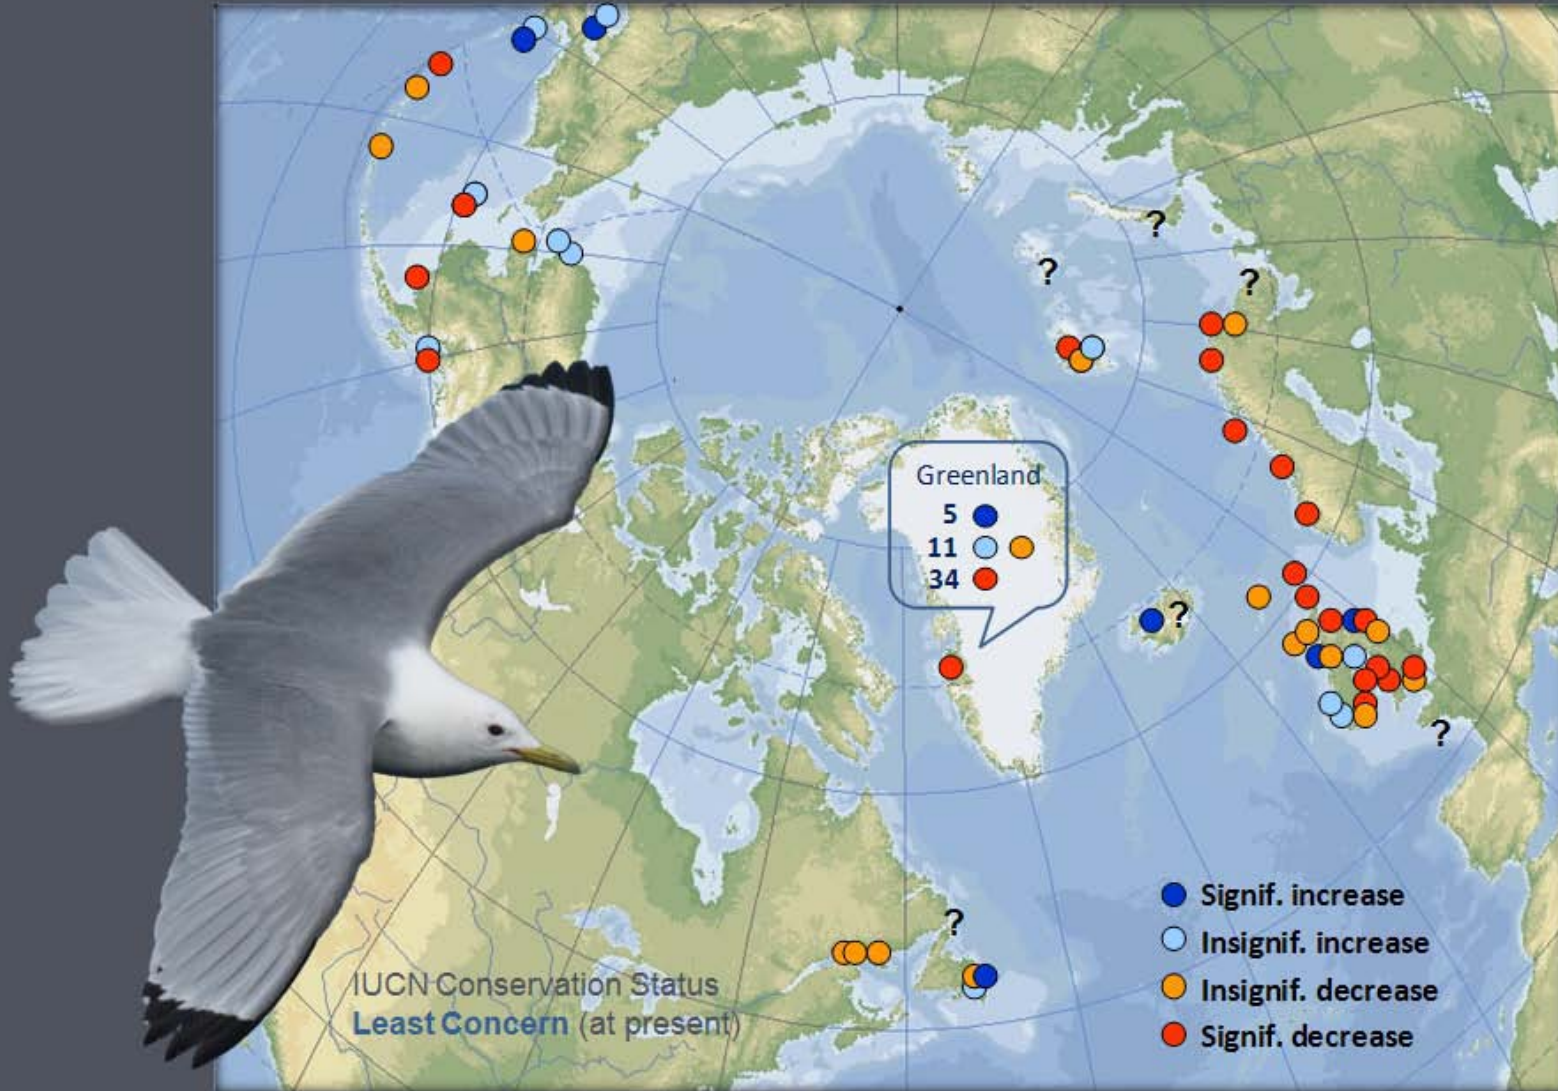 ?
?
?
Greenland
5
11
34
?
?
?
Signif. increase
Insignif. increase
Insignif. decrease
Signif. decrease
IUCN Conservation Status
Least Concern (at present)